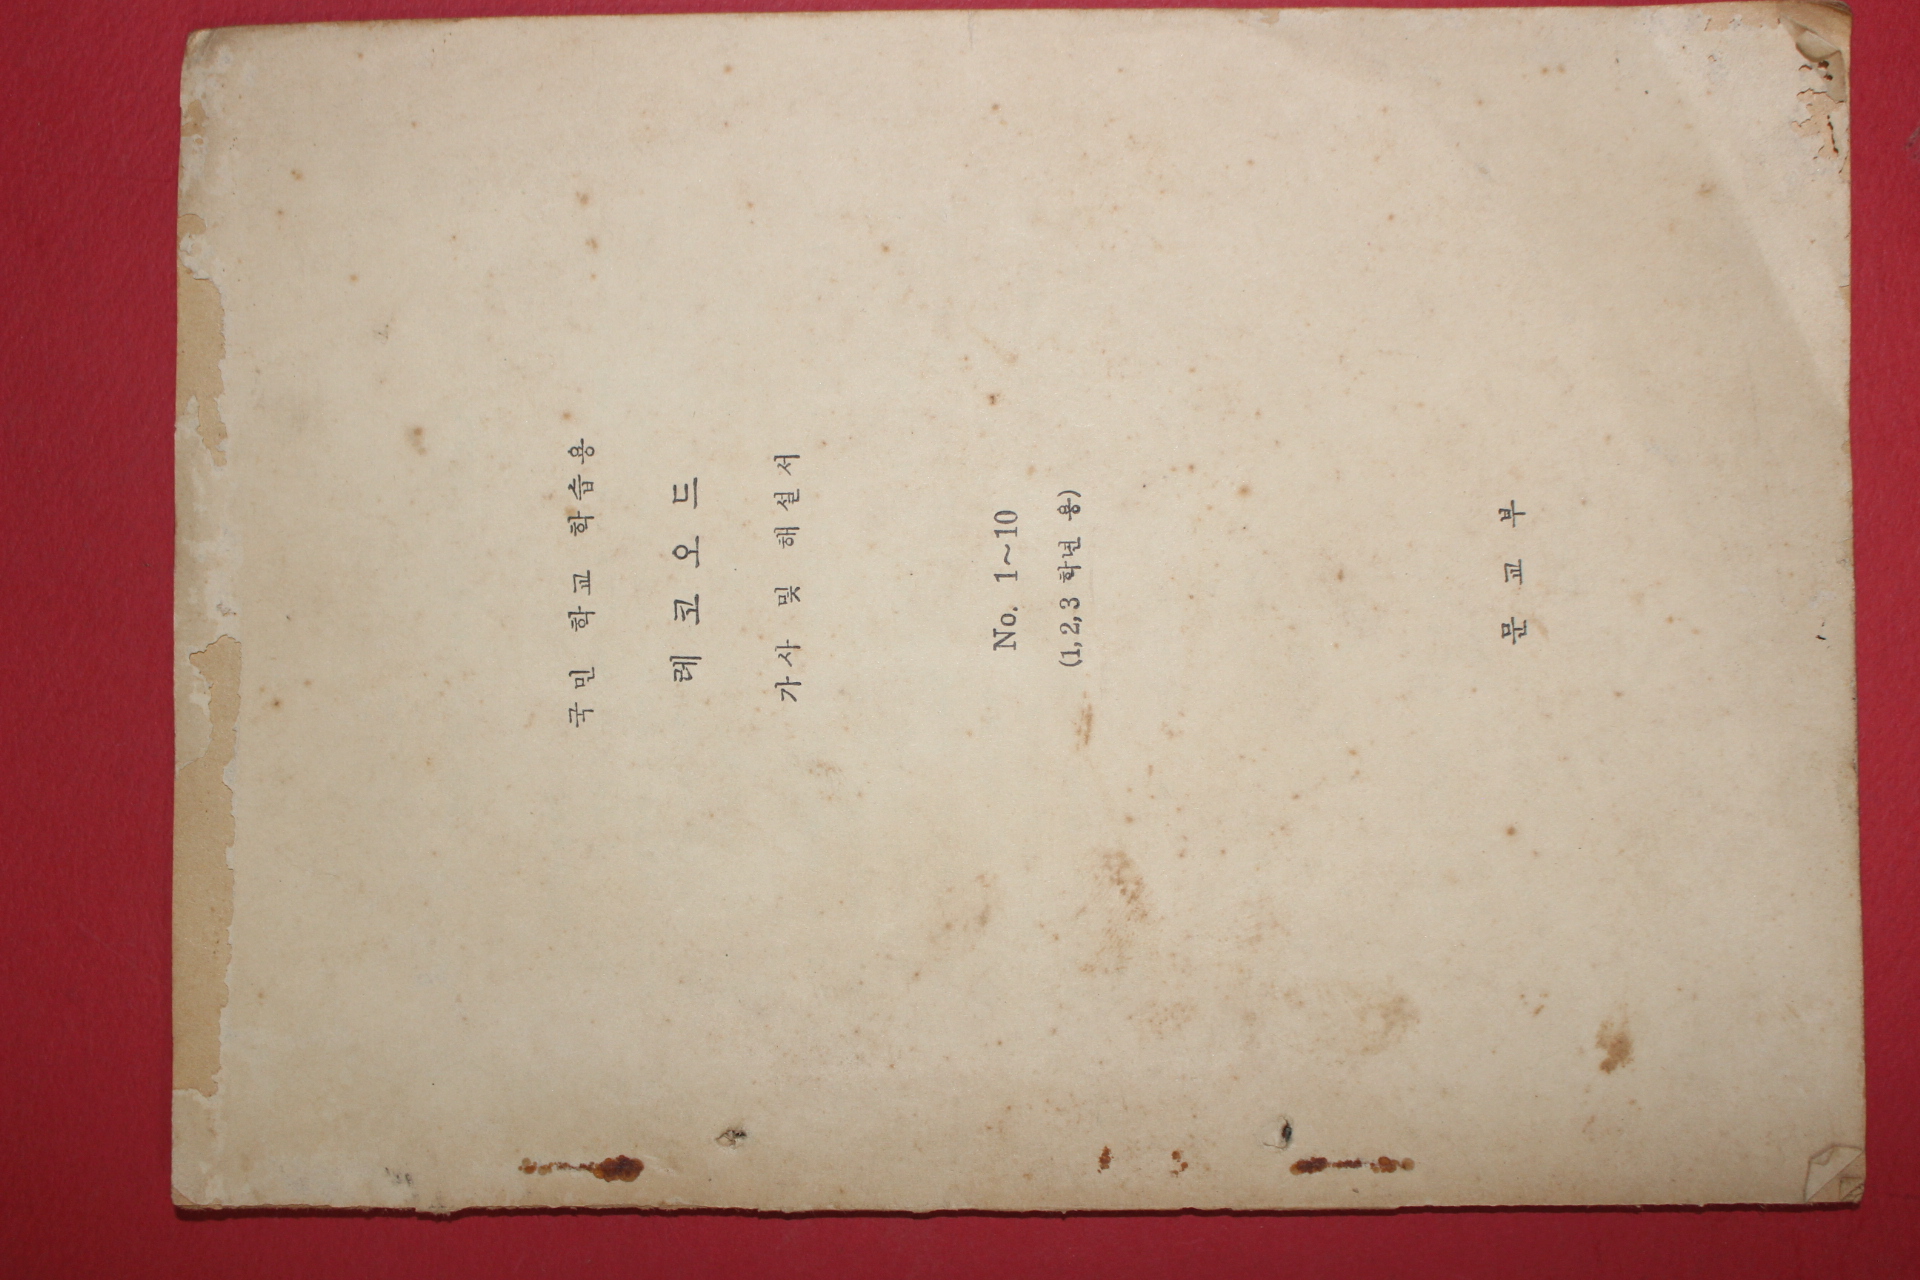 국민 학교 학습용
레코오드
가사 및 해설서
No. 1~10
(1, 2, 3 학년 용)
문교부